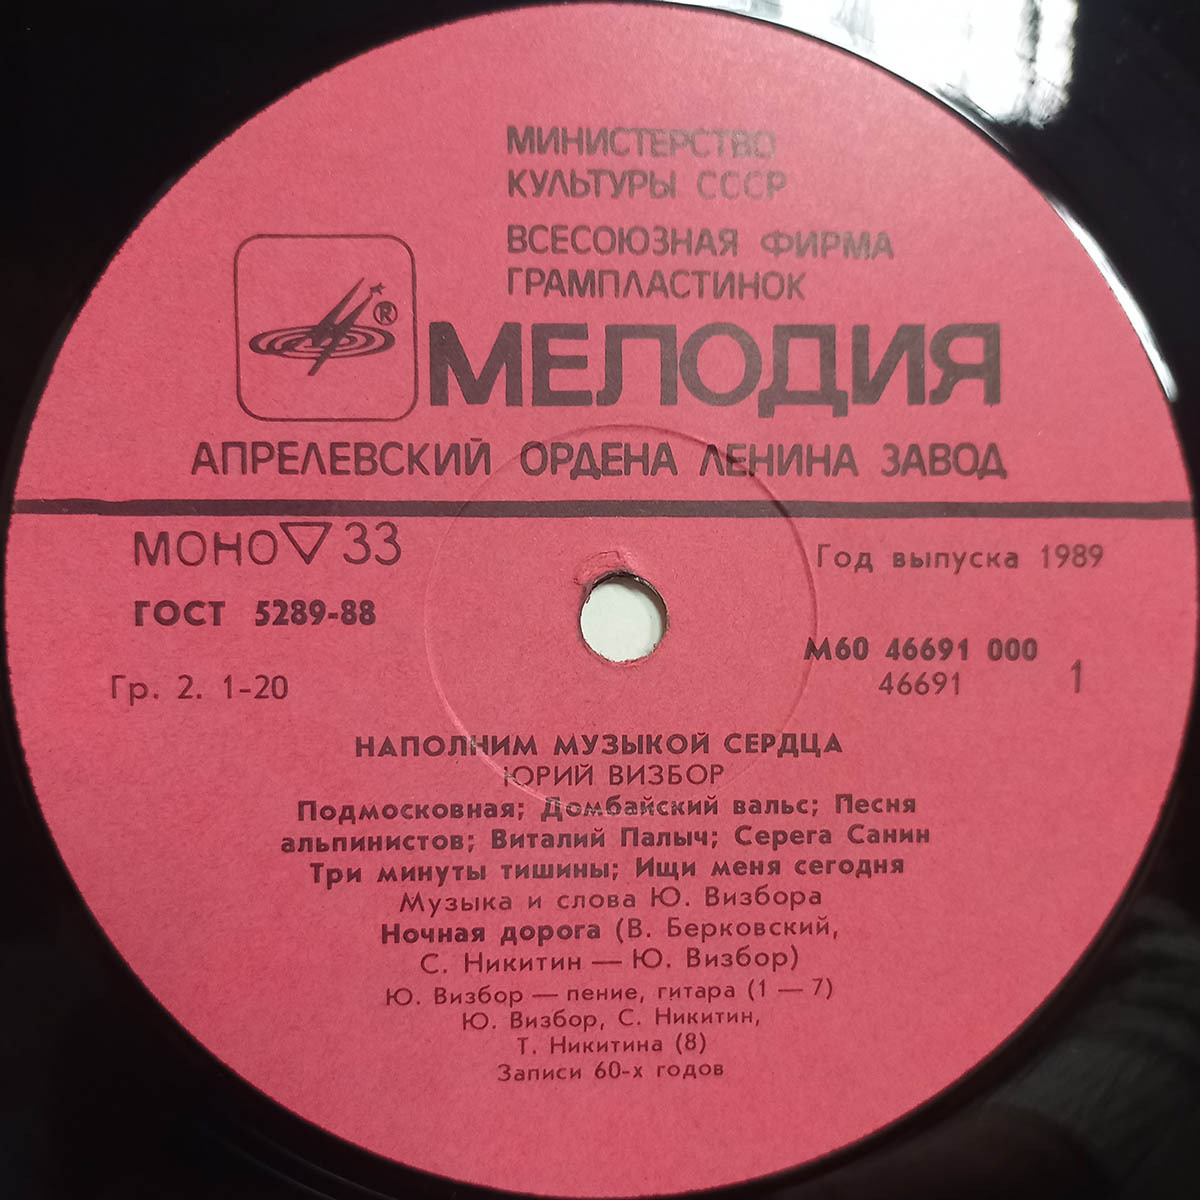 МИНИСТЕРСТВО
КУЛЬТУРЫ СССР
ВСЕСОЮЗНАЯ ФИРМА
ГРАМПЛАСТИНОК
®
МЕЛОДИЯ
АПРЕЛЕВСКИЙ ОРДЕНА ЛЕНИНА ЗАВОД
МОНО ▽ 33
Год выпуска 1989
ГОСТ 5289-88
М60 46691 000
Гр. 2. 1-20
46691 1
НАПОЛНИМ МУЗЫКОЙ СЕРДЦА
ЮРИЙ ВИЗБОР
Подмосковная; Домбайский вальс; Песня
альпинистов; Виталий Палыч; Серега Санин
Три минуты тишины; Ищи меня сегодня
Музыка и слова Ю. Визбора
Ночная дорога (В. Берковский,
С. Никитин — Ю. Визбор)
Ю. Визбор — пение, гитара (1 — 7)
Ю. Визбор, С. Никитин,
Т. Никитина (8)
Записи 60-х годов